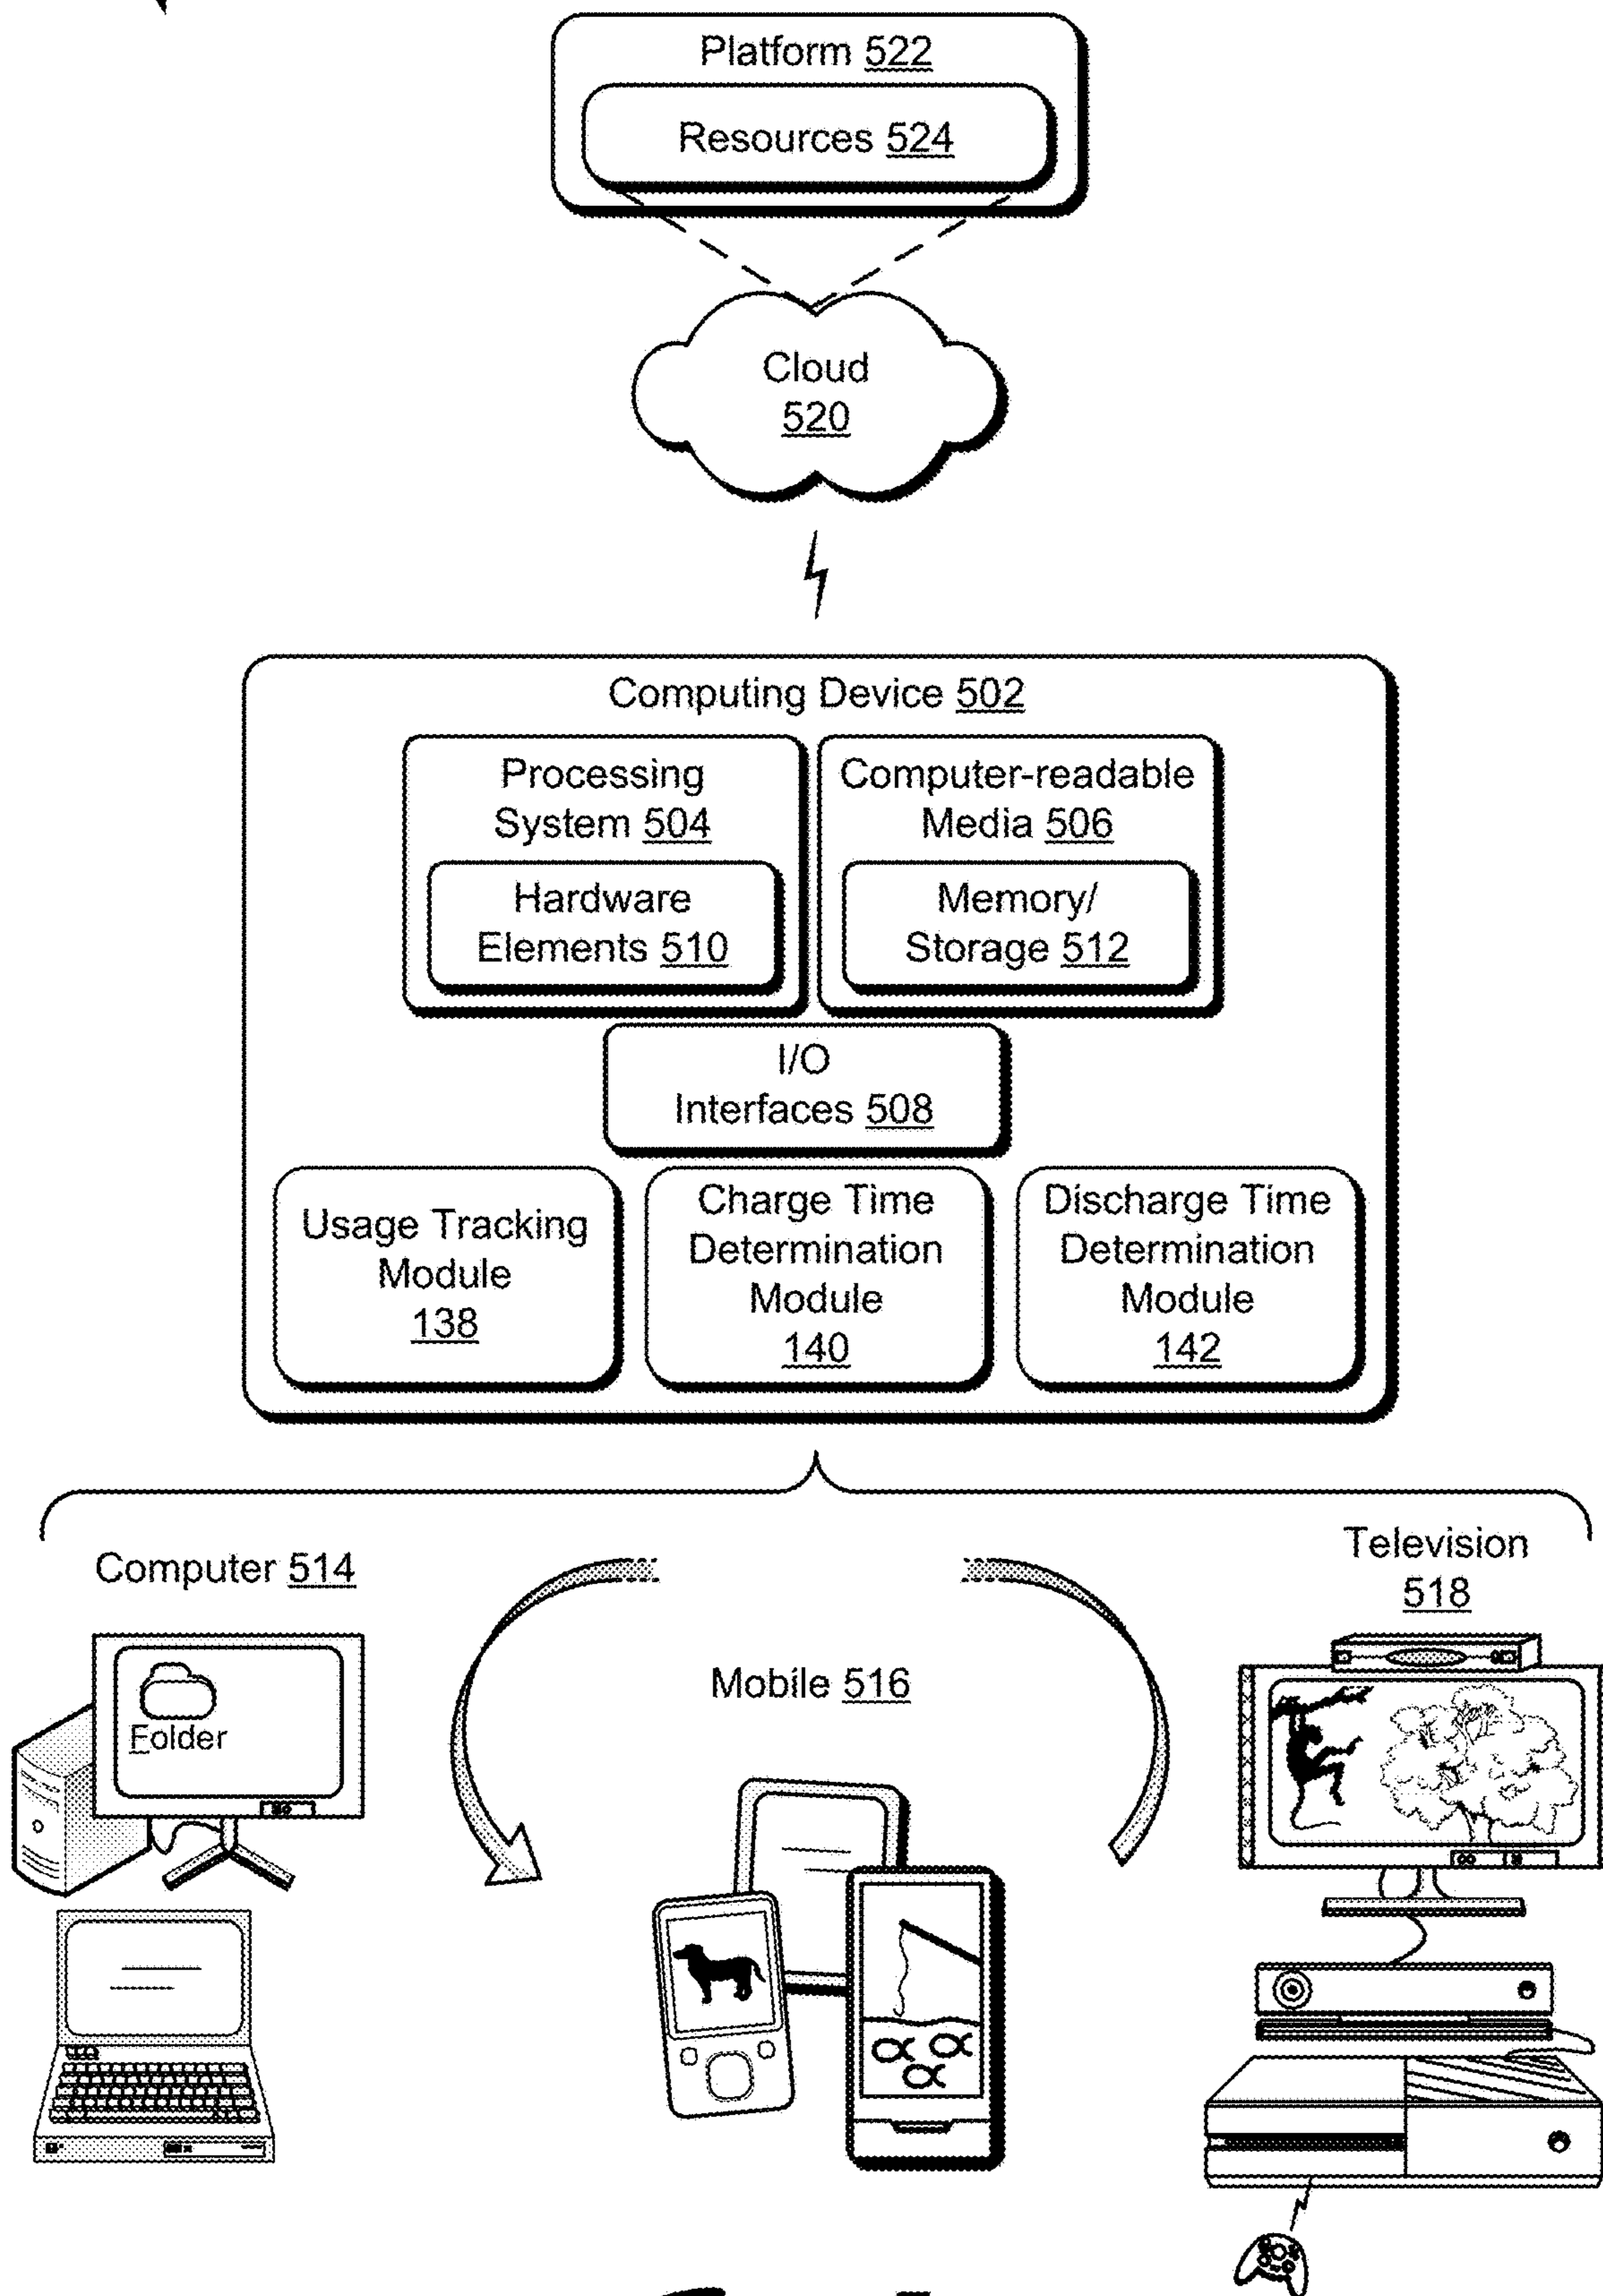 Platform 522
Resources 524
Cloud
520
Computing Device 502
Processing
System 504
Hardware
Elements 510
Computer-readable
Media 506
Memory/
Storage 512
I/O
Interfaces 508
Usage Tracking
Module
138
Charge Time
Determination
Module
140
Discharge Time
Determination
Module
142
Computer 514
Folder
Mobile 516
Television
518